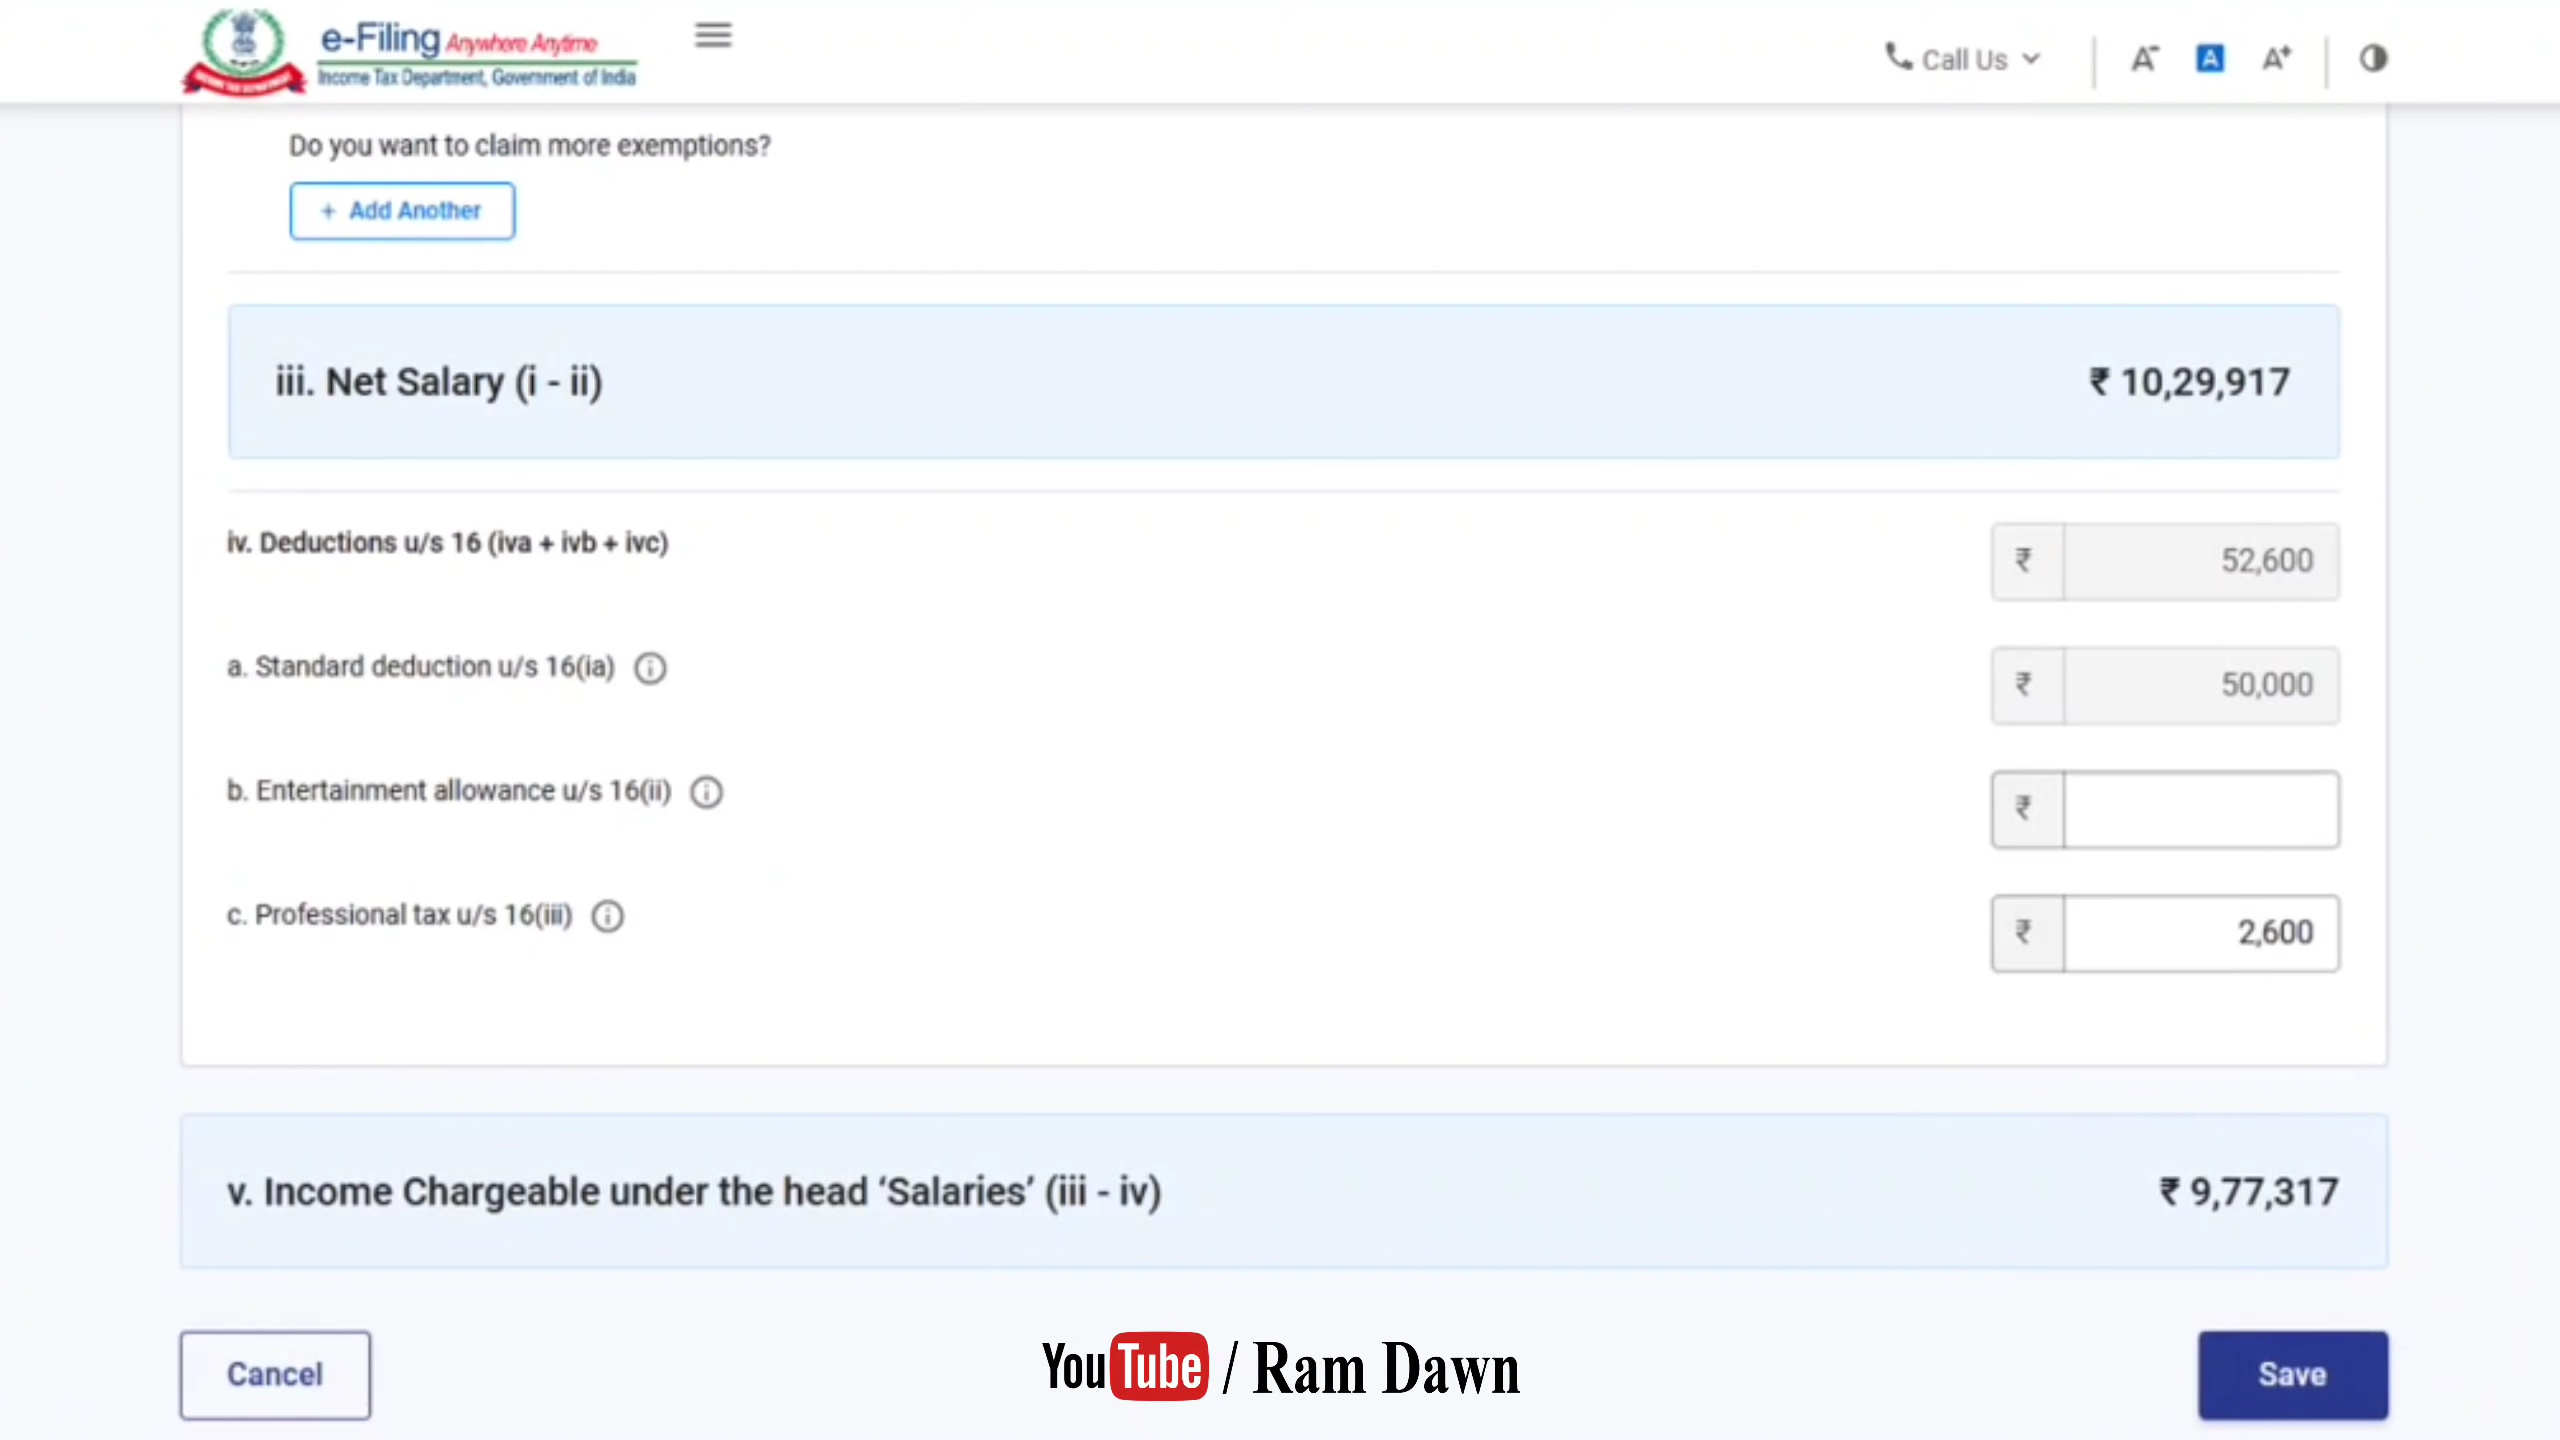 e-Filing Anywhere Anytime
Income Tax Department, Government of India
Call Us
A-
A
A+
Do you want to claim more exemptions?
+ Add Another
iii. Net Salary (i - ii)
₹ 10,29,917
iv. Deductions u/s 16 (iva + ivb + ivc)
₹ 52,600
a. Standard deduction u/s 16(ia)
₹ 50,000
b. Entertainment allowance u/s 16(ii)
₹
c. Professional tax u/s 16(iii)
₹ 2,600
v. Income Chargeable under the head ‘Salaries’ (iii - iv)
₹ 9,77,317
Cancel
YouTube / Ram Dawn
Save